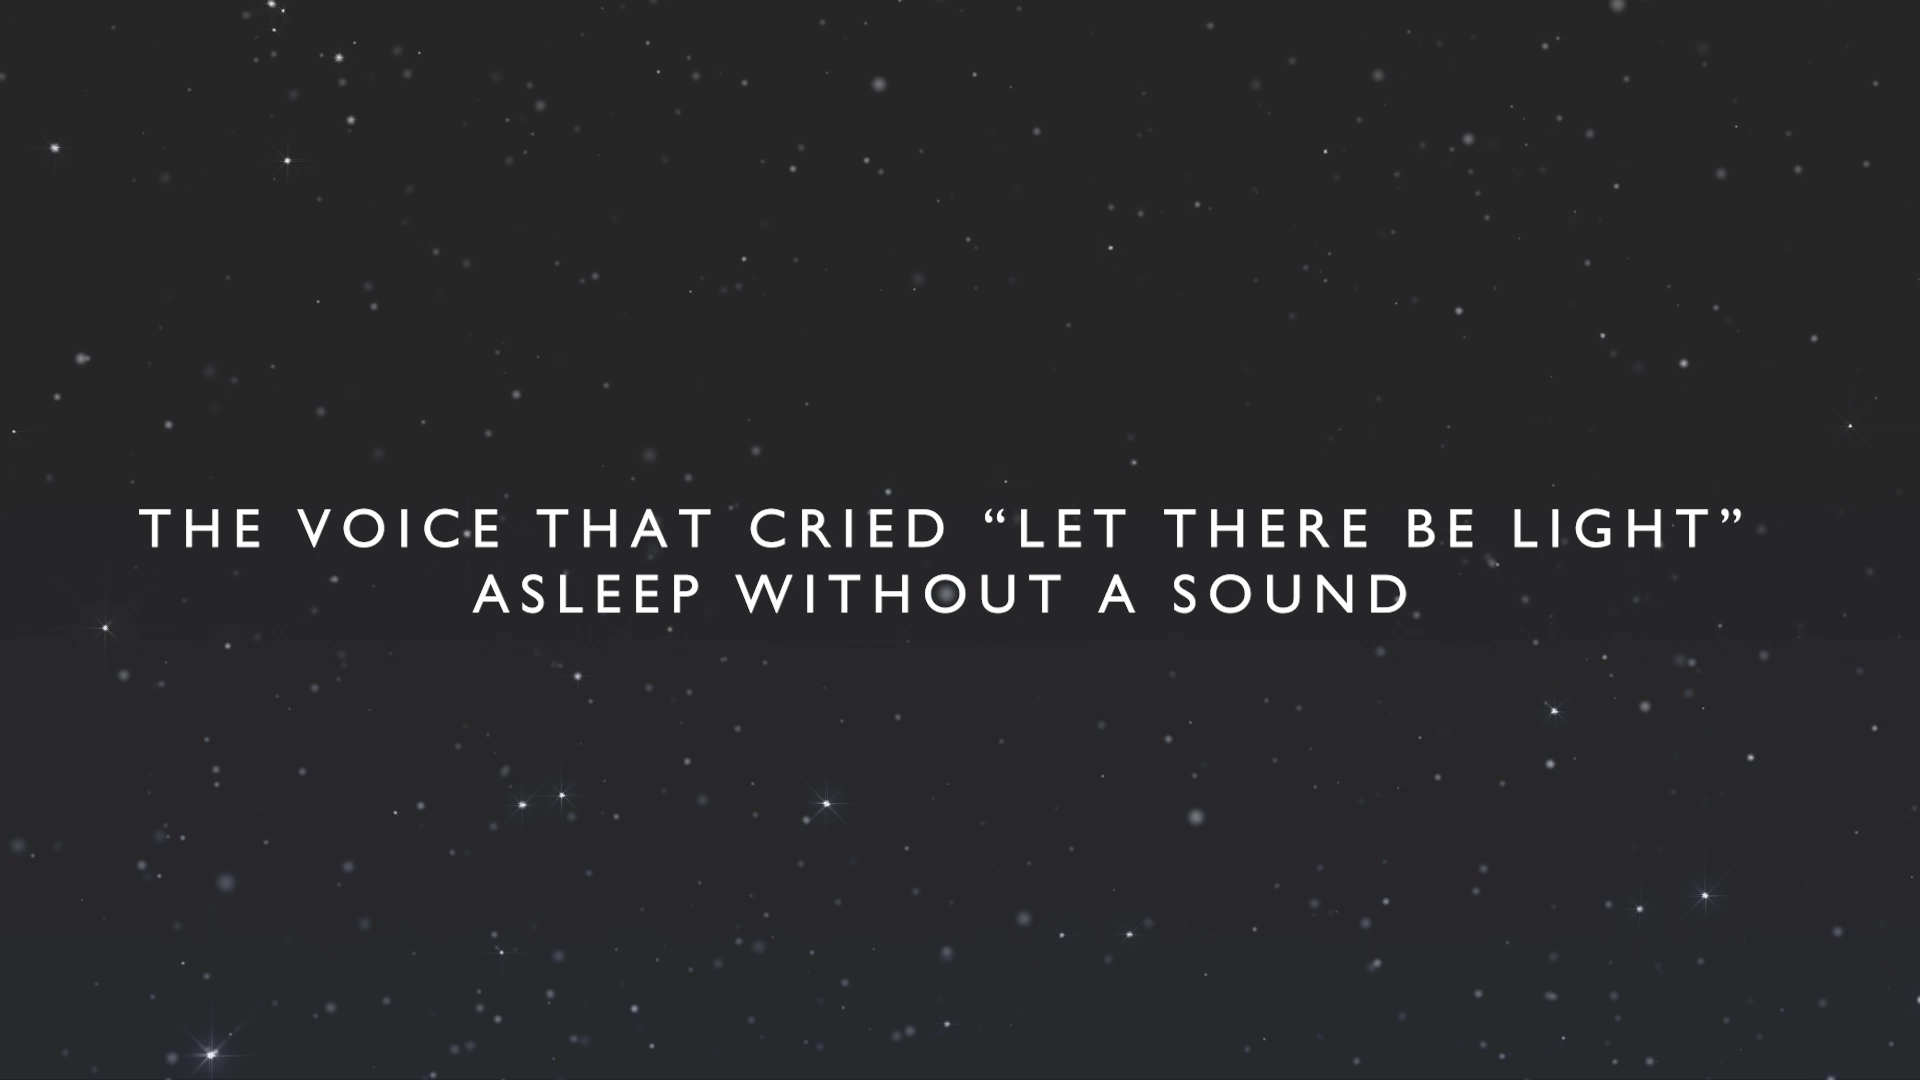 THE VOICE THAT CRIED “LET THERE BE LIGHT”
ASLEEP WITHOUT A SOUND